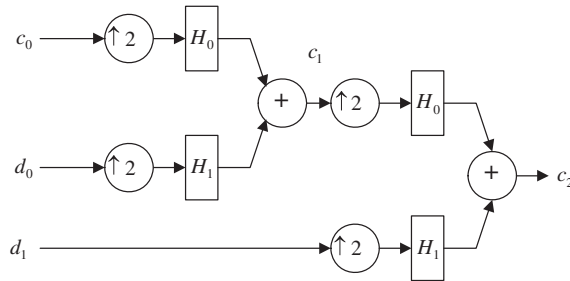 c₀ ↑2 H₀ c₁
+ ↑2 H₀
d₀ ↑2 H₁
+ c₂
d₁ ↑2 H₁